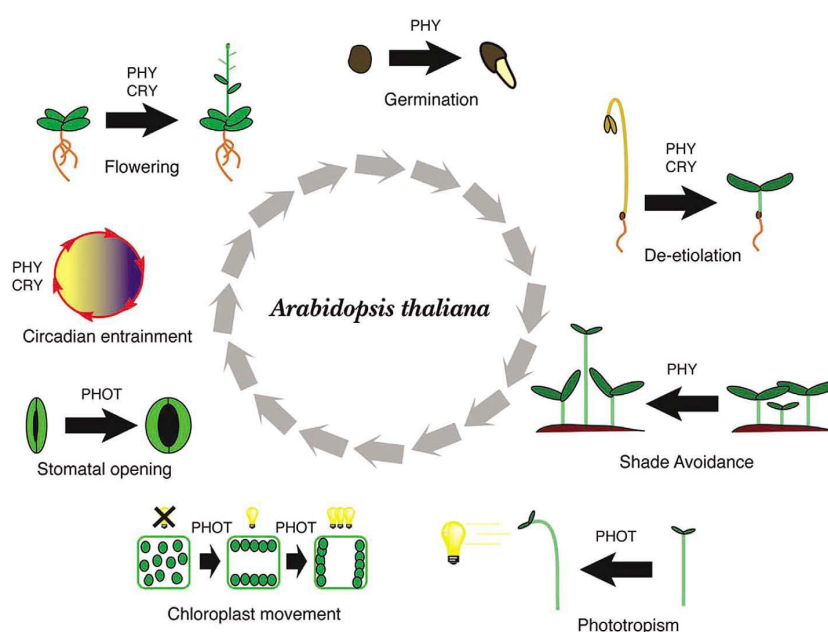 PHY
Germination
PHY
CRY
De-etiolation
PHY
Shade Avoidance
PHOT
Phototropism
PHOT PHOT
Chloroplast movement
PHOT
Stomatal opening
PHY
CRY
Circadian entrainment
PHY
CRY
Flowering
Arabidopsis thaliana